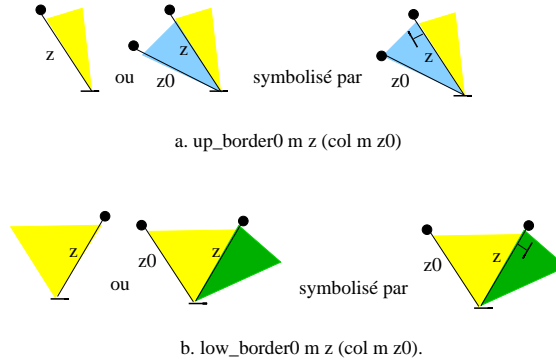 z
ou
z0
z
symbolisé par
z0
z
a. up_border0 m z (col m z0)
z
ou
z0
z
symbolisé par
z0
z
b. low_border0 m z (col m z0).